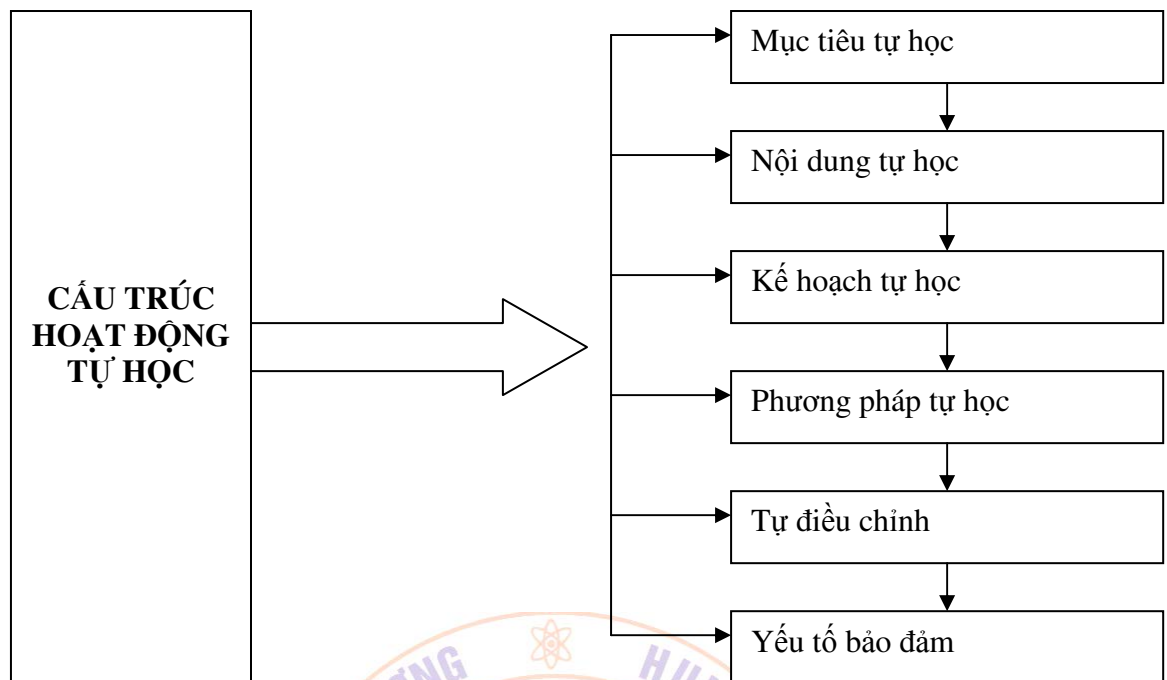 CẤU TRÚC
HOẠT ĐỘNG
TỰ HỌC
Mục tiêu tự học
Nội dung tự học
Kế hoạch tự học
Phương pháp tự học
Tự điều chỉnh
Yếu tố bảo đảm